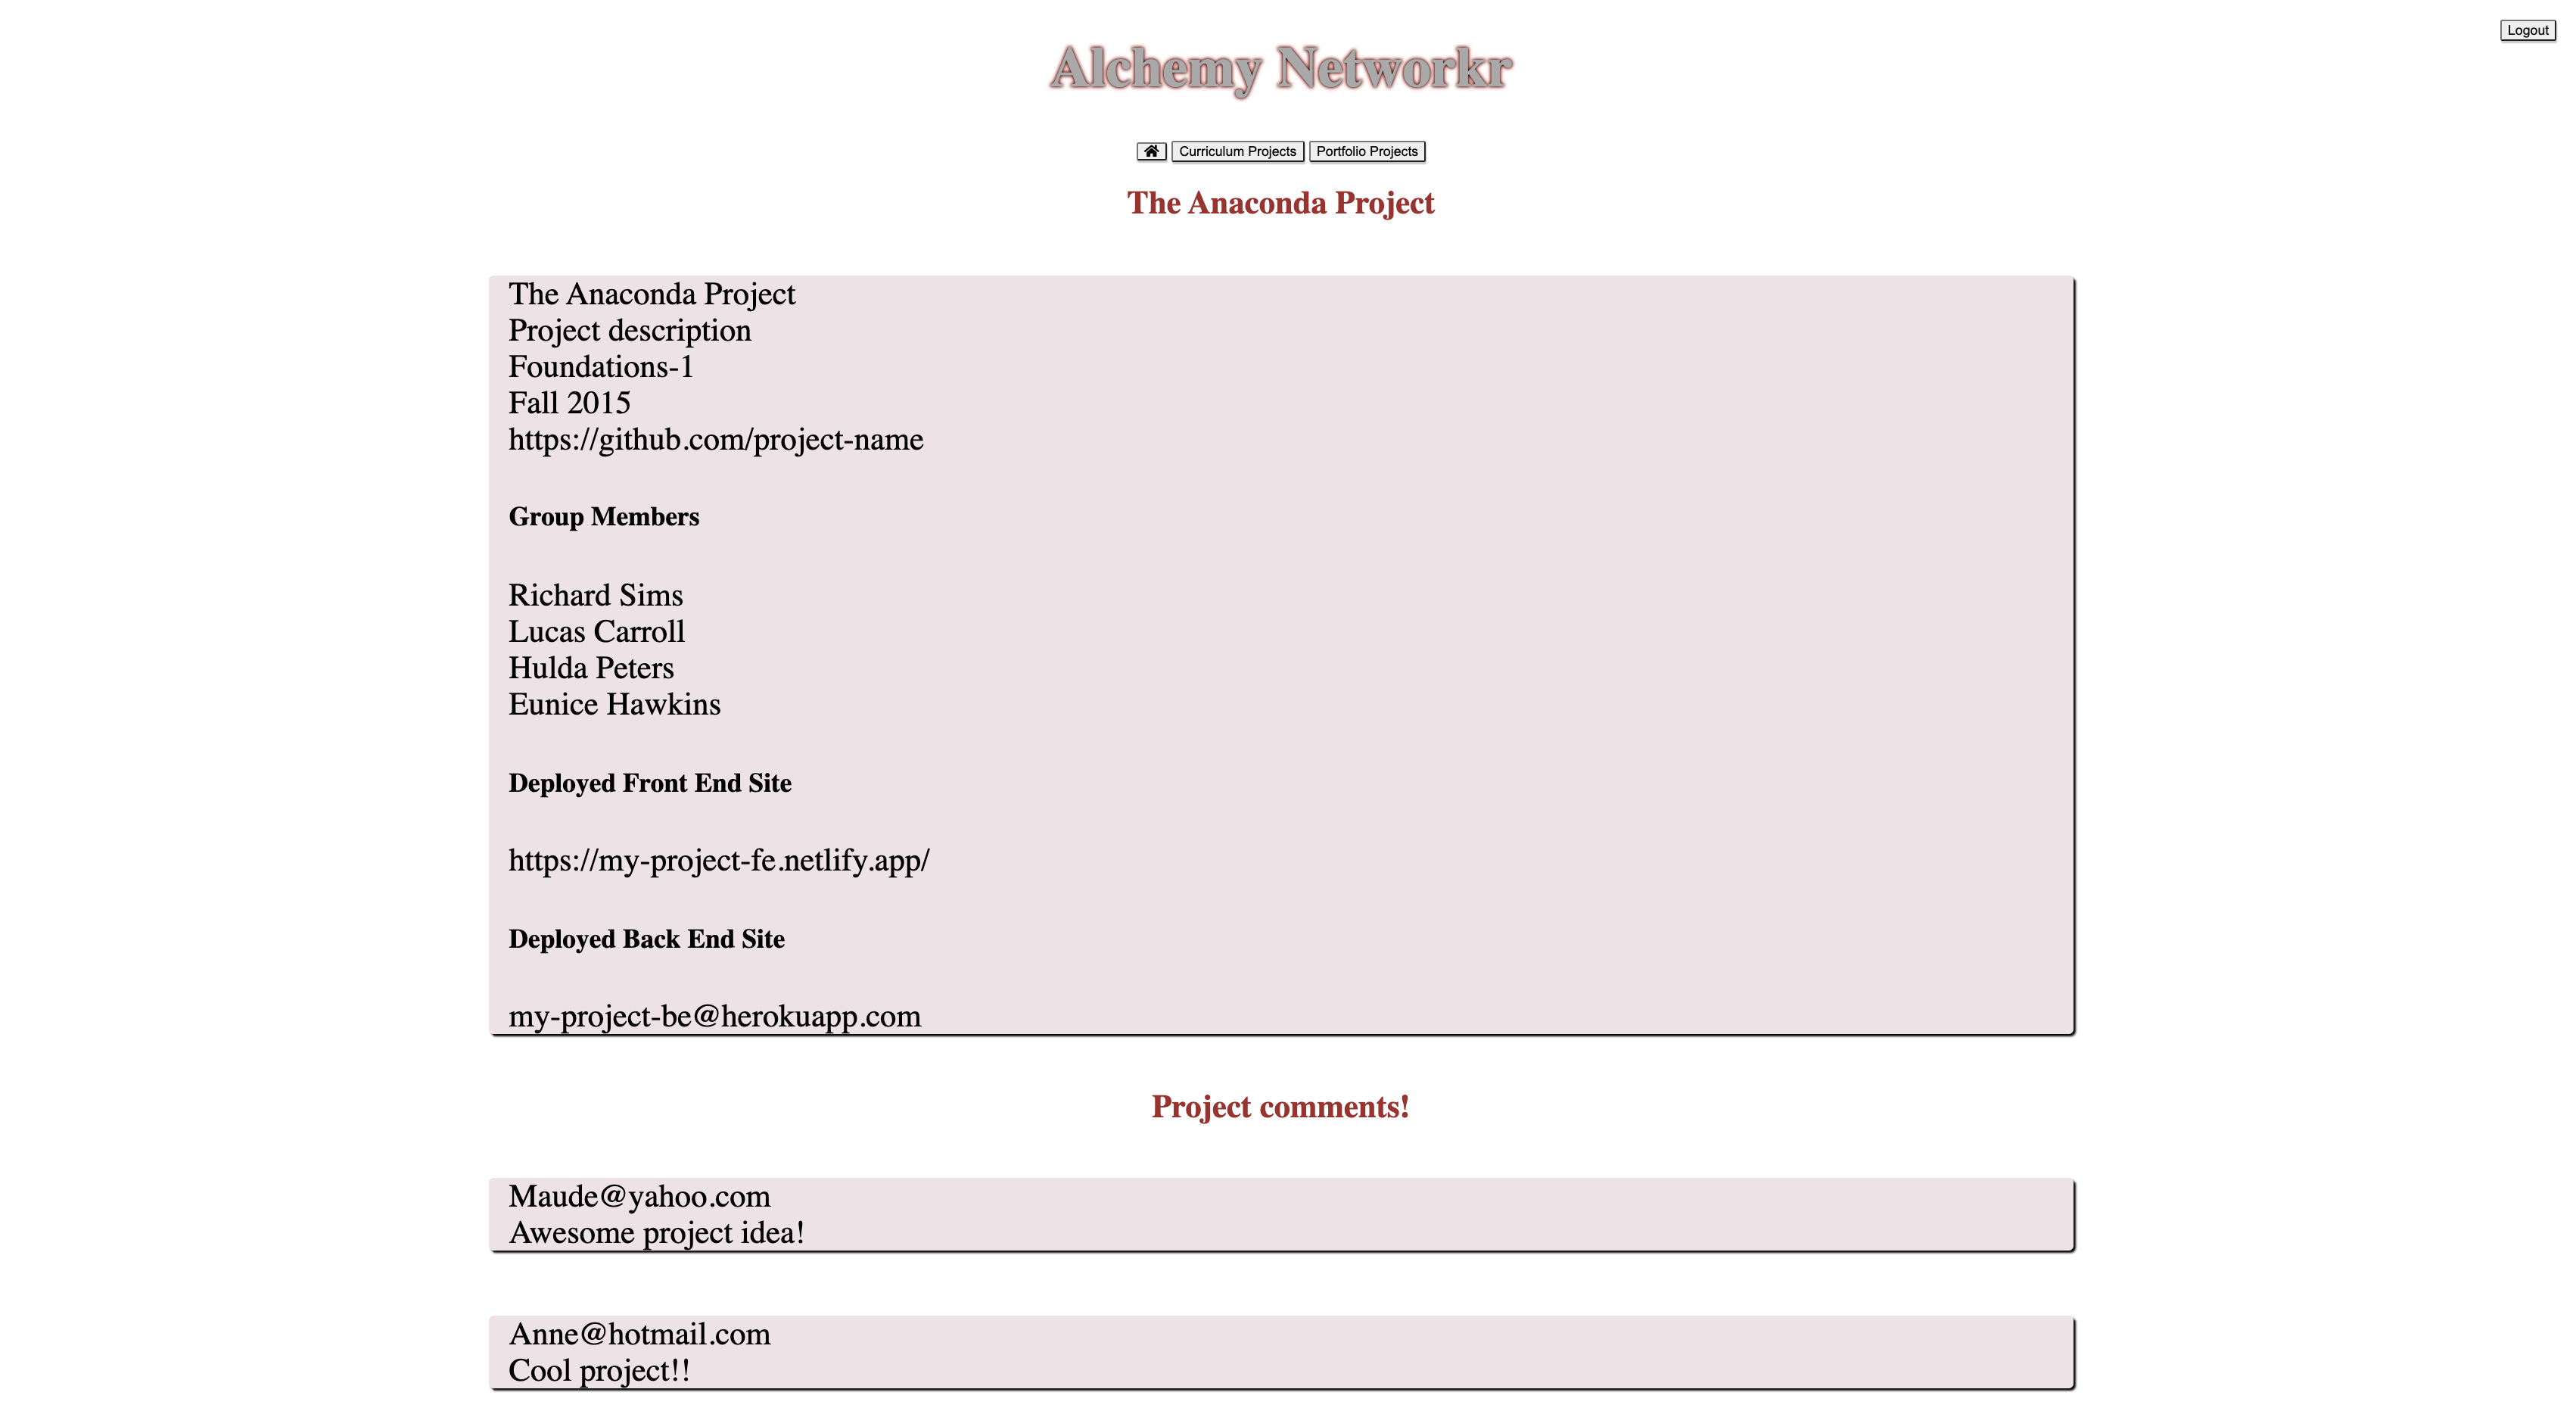 Logout
Alchemy Networkr
Curriculum Projects Portfolio Projects
The Anaconda Project
The Anaconda Project
Project description
Foundations-1
Fall 2015
https://github.com/project-name
Group Members
Richard Sims
Lucas Carroll
Hulda Peters
Eunice Hawkins
Deployed Front End Site
https://my-project-fe.netlify.app/
Deployed Back End Site
my-project-be@herokuapp.com
Project comments!
Maude@yahoo.com
Awesome project idea!
Anne@hotmail.com
Cool project!!